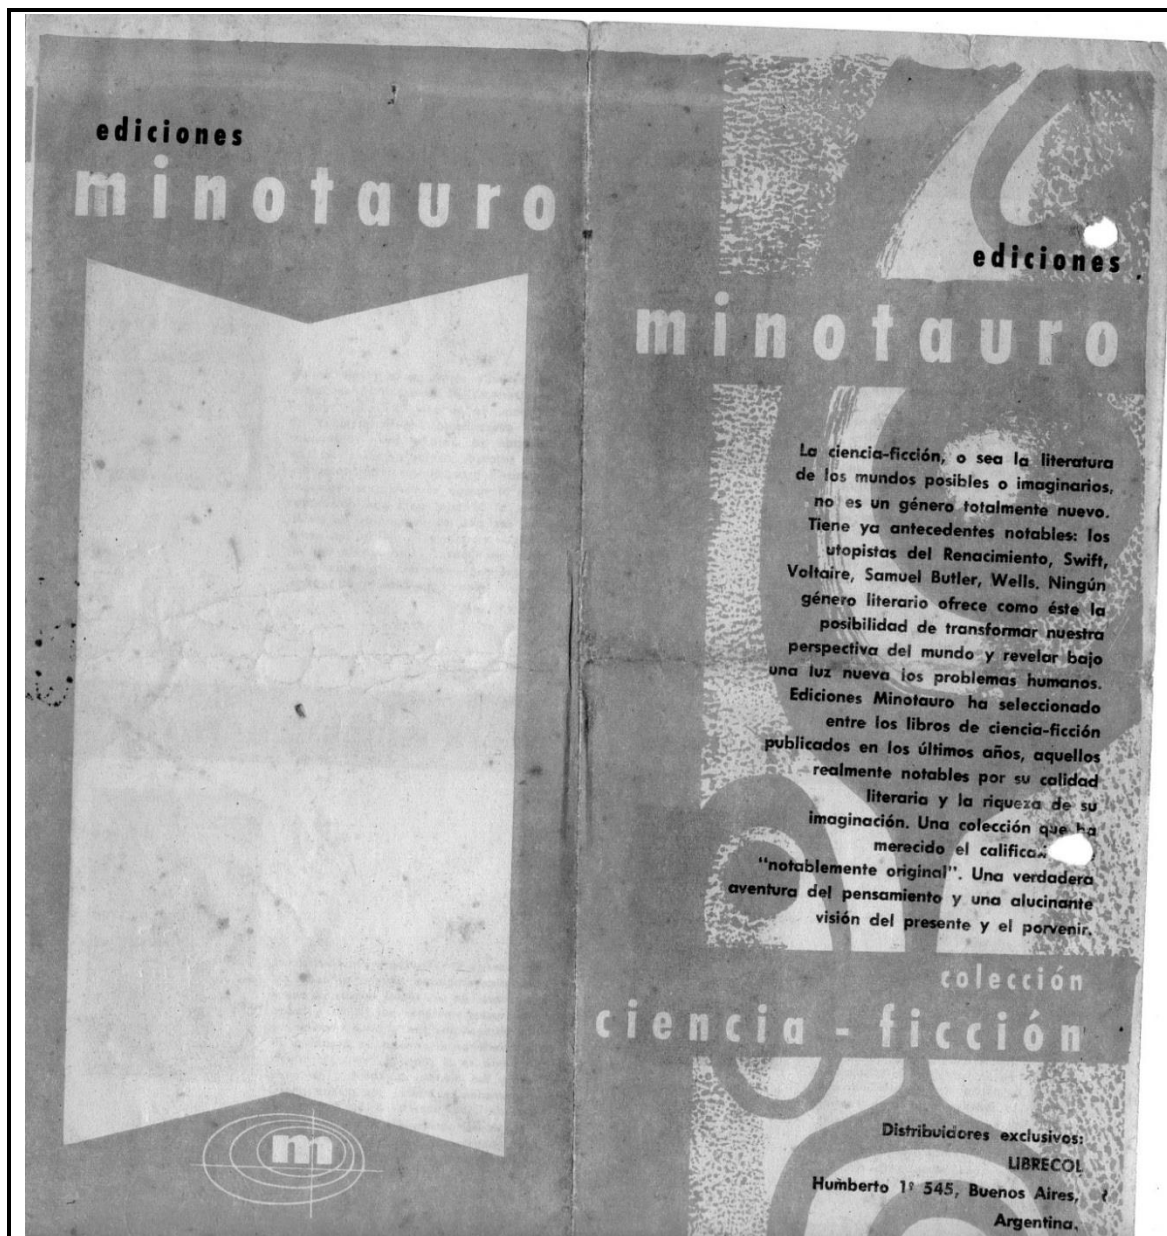 ediciones
minotauro
m
ediciones
minotauro
La ciencia-ficción, o sea la literatura
de los mundos posibles o imaginarios,
no es un género totalmente nuevo.
Tiene ya antecedentes notables: los
utopistas del Renacimiento, Swift,
Voltaire, Samuel Butler, Wells. Ningún
género literario ofrece como éste la
posibilidad de transformar nuestra
perspectiva del mundo y revelar bajo
una luz nueva los problemas humanos.
Ediciones Minotauro ha seleccionado
entre los libros de ciencia-ficción
publicados en los últimos años, aquellos
realmente notables por su calidad
literaria y la riqueza de su
imaginación. Una colección que ha
merecido el
"notablemente original". Una verdadera
aventura del pensamiento y una alucinante
visión del presente y el porvenir.
colección
ciencia - ficción
Distribuidores exclusivos:
LIBRECOL
Humberto 1º 545, Buenos Aires,
Argentina.